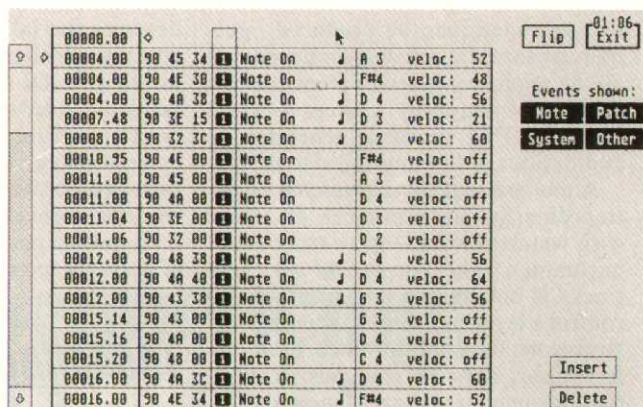 00000.00
00004.00 90 45 34 1 Note On ♩ A 3 veloc: 52
00004.00 90 4E 30 1 Note On ♩ F#4 veloc: 48
00004.00 90 4A 38 1 Note On ♩ D 4 veloc: 56
00007.48 90 3E 15 1 Note On ♩ D 3 veloc: 21
00008.00 90 32 3C 1 Note On ♩ D 2 veloc: 60
00010.95 90 4E 00 1 Note On F#4 veloc: off
00011.00 90 45 00 1 Note On A 3 veloc: off
00011.00 90 4A 00 1 Note On D 4 veloc: off
00011.04 90 3E 00 1 Note On D 3 veloc: off
00011.06 90 32 00 1 Note On D 2 veloc: off
00012.00 90 48 38 1 Note On ♩ C 4 veloc: 56
00012.00 90 4A 40 1 Note On ♩ D 4 veloc: 64
00012.00 90 43 38 1 Note On ♩ G 3 veloc: 56
00015.14 90 43 00 1 Note On G 3 veloc: off
00015.16 90 4A 00 1 Note On D 4 veloc: off
00015.20 90 48 00 1 Note On C 4 veloc: off
00016.00 90 4A 3C 1 Note On ♩ D 4 veloc: 60
00016.00 90 4E 34 1 Note On ♩ F#4 veloc: 52
01:06
Flip Exit
Events shown:
Note Patch
System Other
Insert
Delete